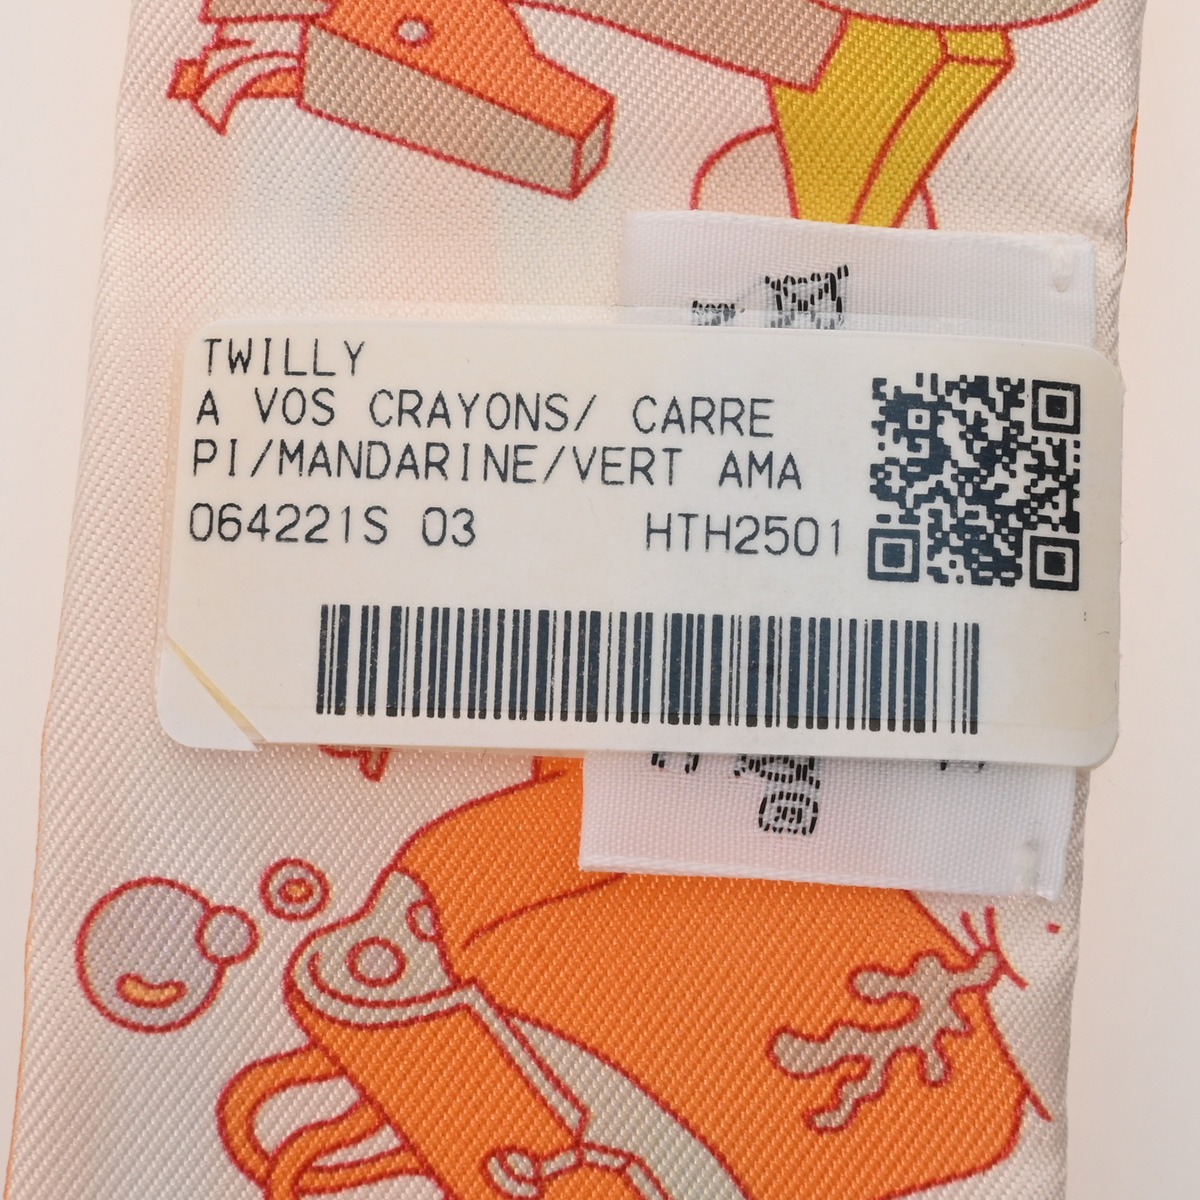 TWILLY
A VOS CRAYONS/ CARRE
PI/MANDARINE/VERT AMA
064221S 03 HTH2501